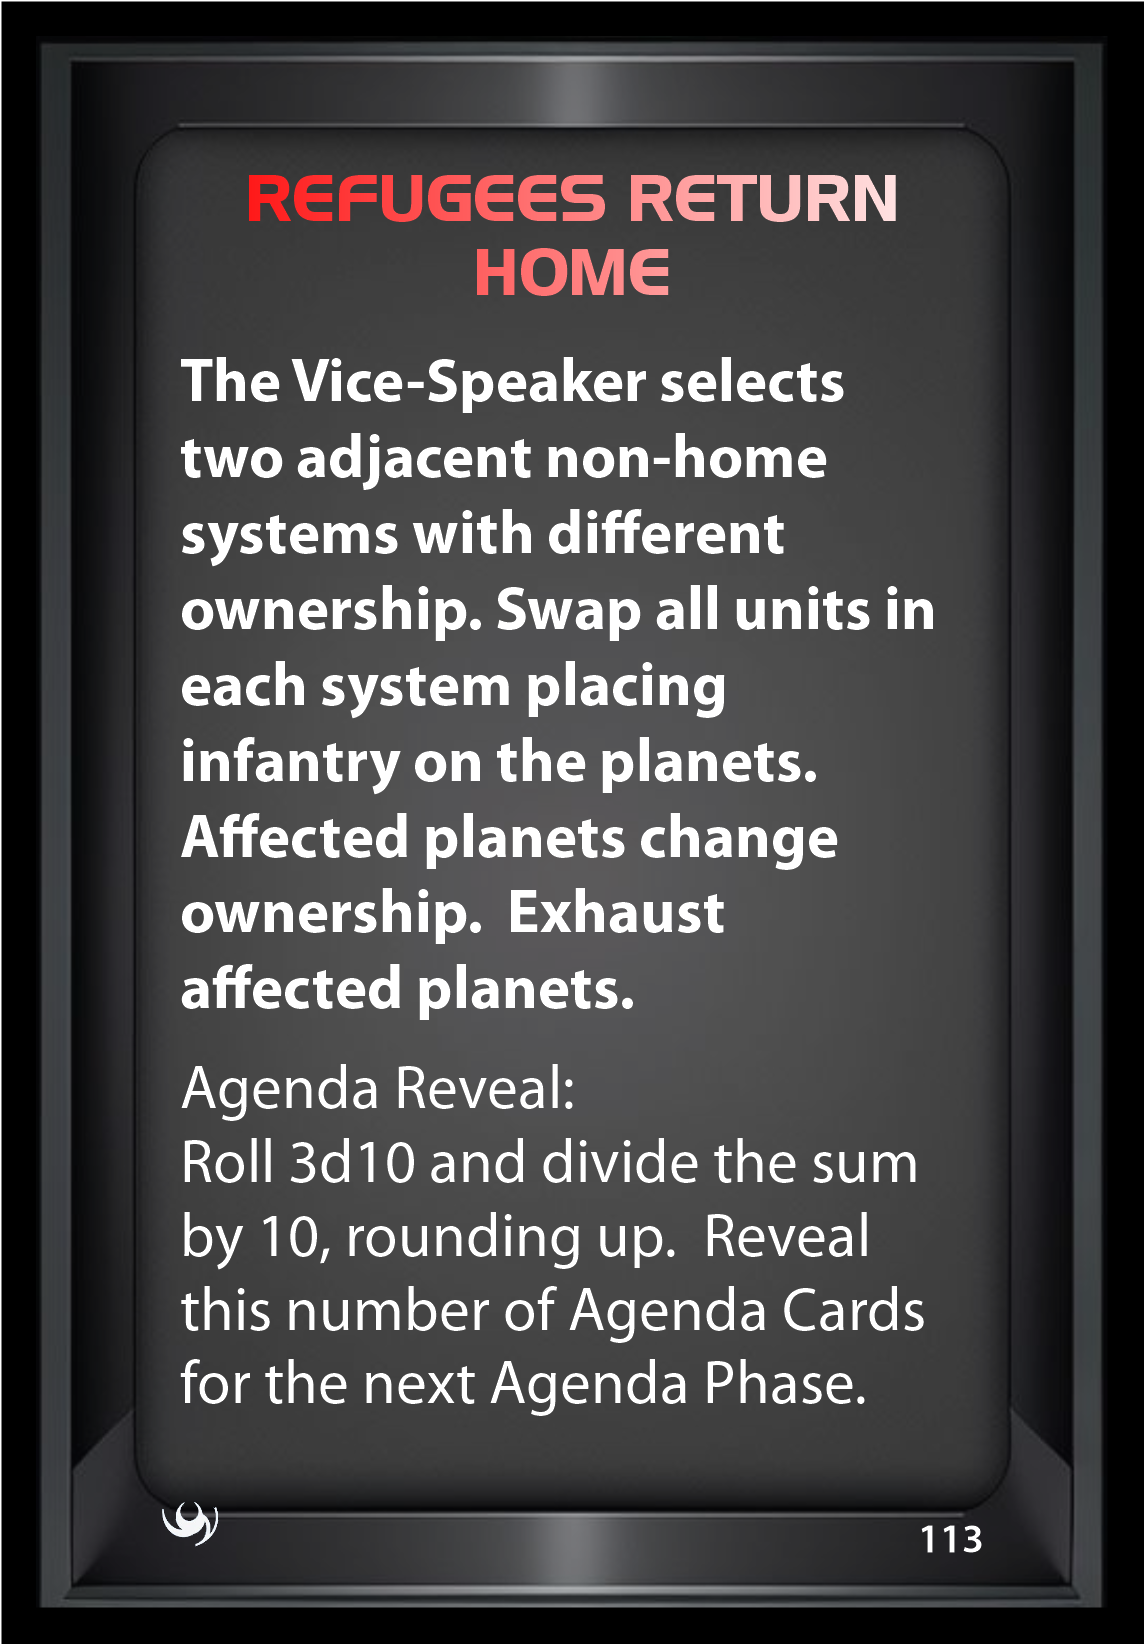 REFUGEES RETURN
HOME
The Vice-Speaker selects
two adjacent non-home
systems with different
ownership. Swap all units in
each system placing
infantry on the planets.
Affected planets change
ownership.  Exhaust
affected planets.
Agenda Reveal:
Roll 3d10 and divide the sum
by 10, rounding up.  Reveal
this number of Agenda Cards
for the next Agenda Phase.
113